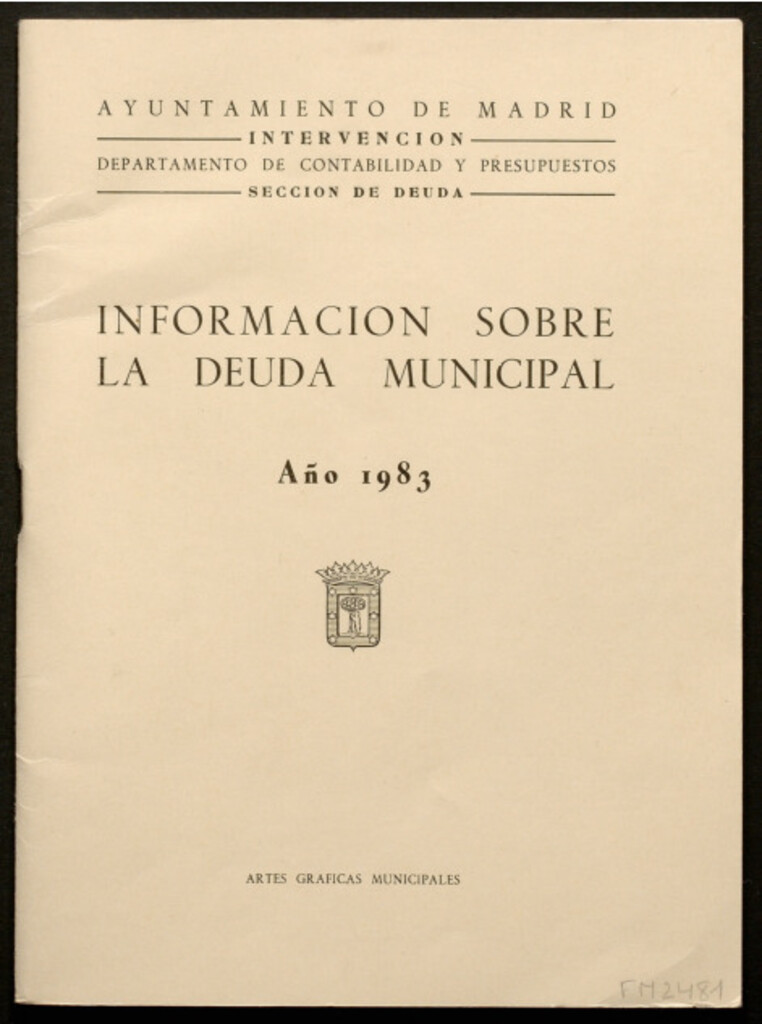 AYUNTAMIENTO DE MADRID
INTERVENCION
DEPARTAMENTO DE CONTABILIDAD Y PRESUPUESTOS
SECCION DE DEUDA
INFORMACION SOBRE
LA DEUDA MUNICIPAL
Año 1983
ARTES GRAFICAS MUNICIPALES
FM2481